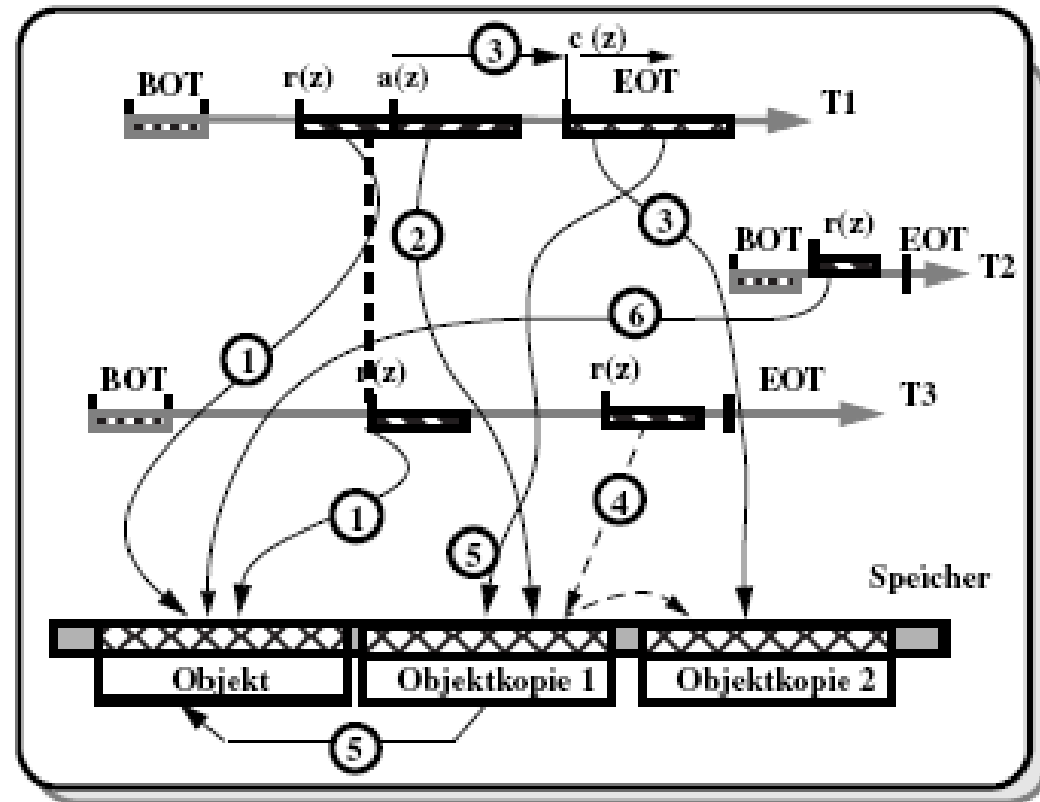 3 c (z)
BOT r(z) a(z) EOT
T1
2 3
BOT r(z) EOT
T2
6
1
BOT r(z) r(z) EOT
T3
4
1
5
Speicher
Objekt Objektkopie 1 Objektkopie 2
5